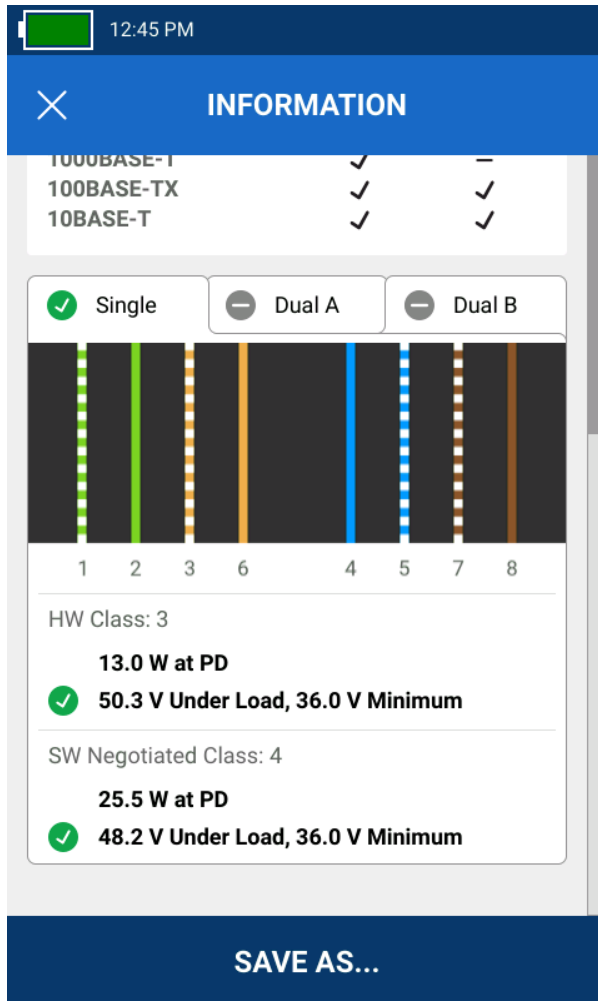 12:45 PM
INFORMATION
1000BASE-T
100BASE-TX
10BASE-T
Single Dual A Dual B
1 2 3 6 4 5 7 8
HW Class: 3
13.0 W at PD
50.3 V Under Load, 36.0 V Minimum
SW Negotiated Class: 4
25.5 W at PD
48.2 V Under Load, 36.0 V Minimum
SAVE AS...